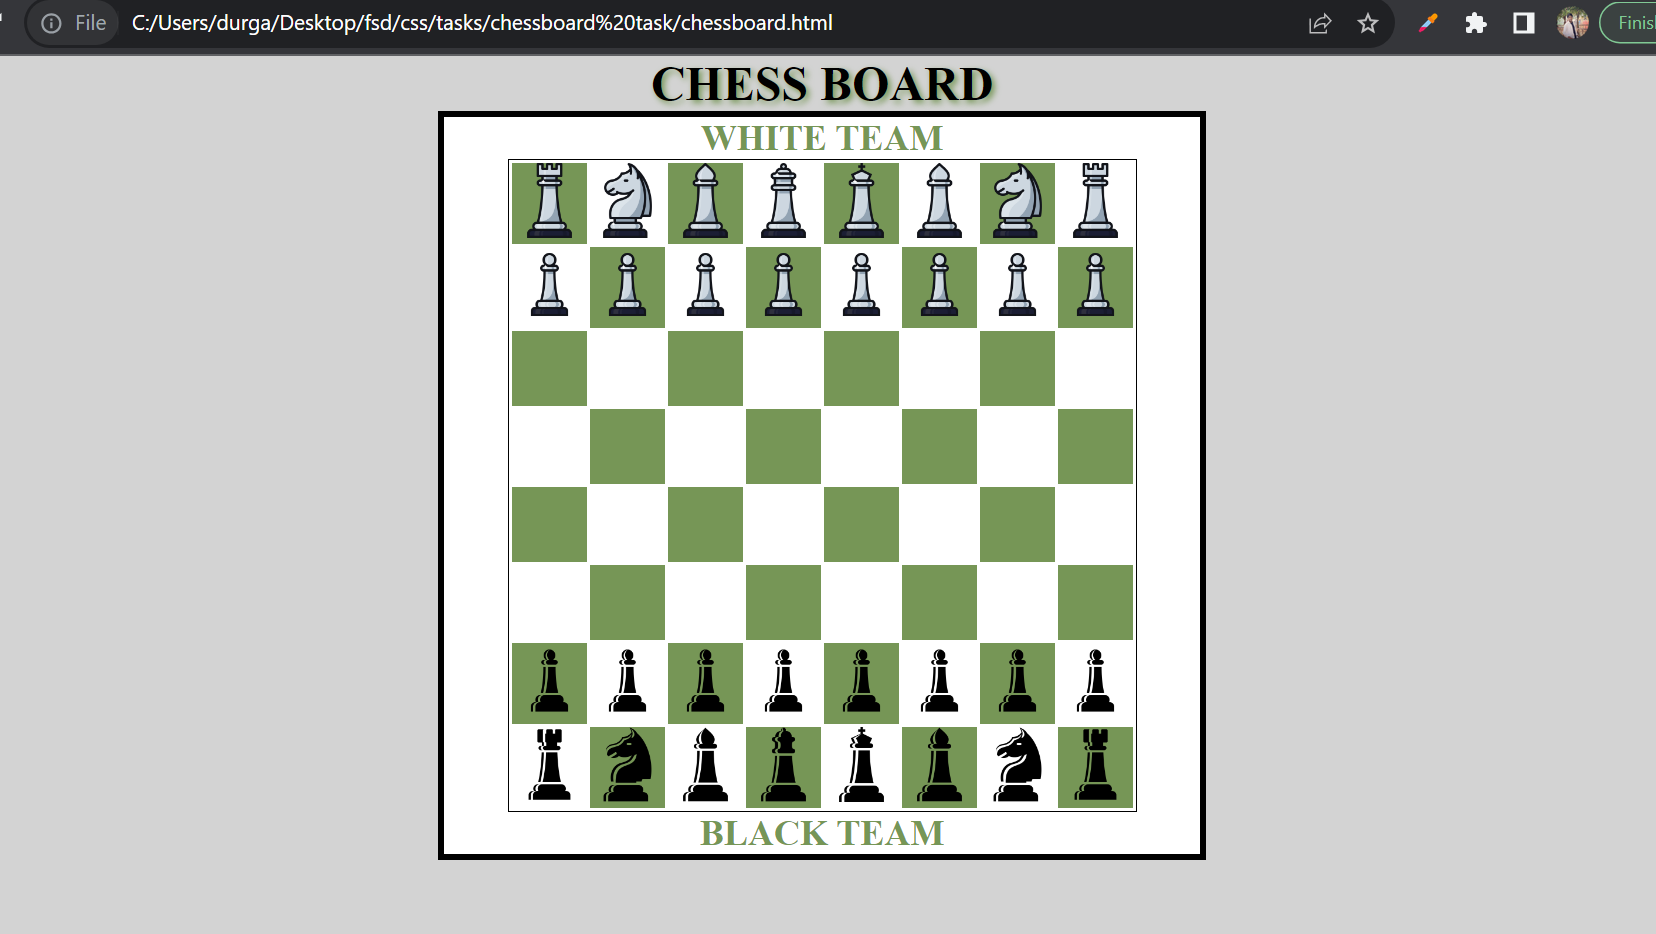 File C:/Users/durga/Desktop/fsd/css/tasks/chessboard%20task/chessboard.html
CHESS BOARD
WHITE TEAM
BLACK TEAM